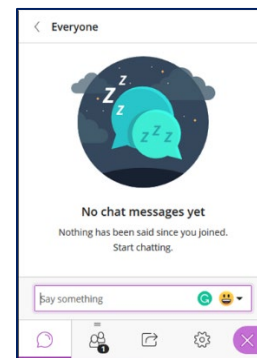 Everyone
z
Z
z
z Z z
No chat messages yet
Nothing has been said since you joined.
Start chatting.
Say something
1